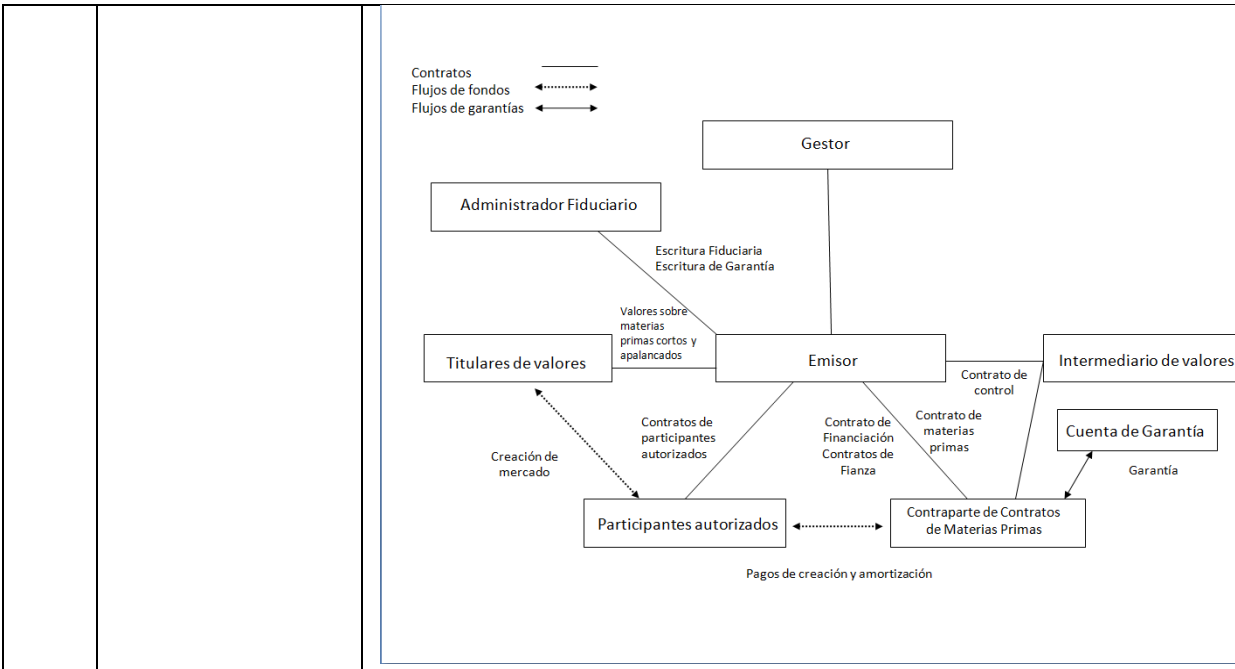 Contratos
Flujos de fondos
Flujos de garantías
Gestor
Administrador Fiduciario
Escritura Fiduciaria
Escritura de Garantía
Valores sobre
materias
primas cortos y
apalancados
Titulares de valores
Emisor
Intermediario de valores
Contrato de
control
Contratos de
participantes
autorizados
Contrato de
Financiación
Contratos de
Fianza
Contrato de
materias
primas
Cuenta de Garantía
Creación de
mercado
Garantía
Participantes autorizados
Contraparte de Contratos
de Materias Primas
Pagos de creación y amortización